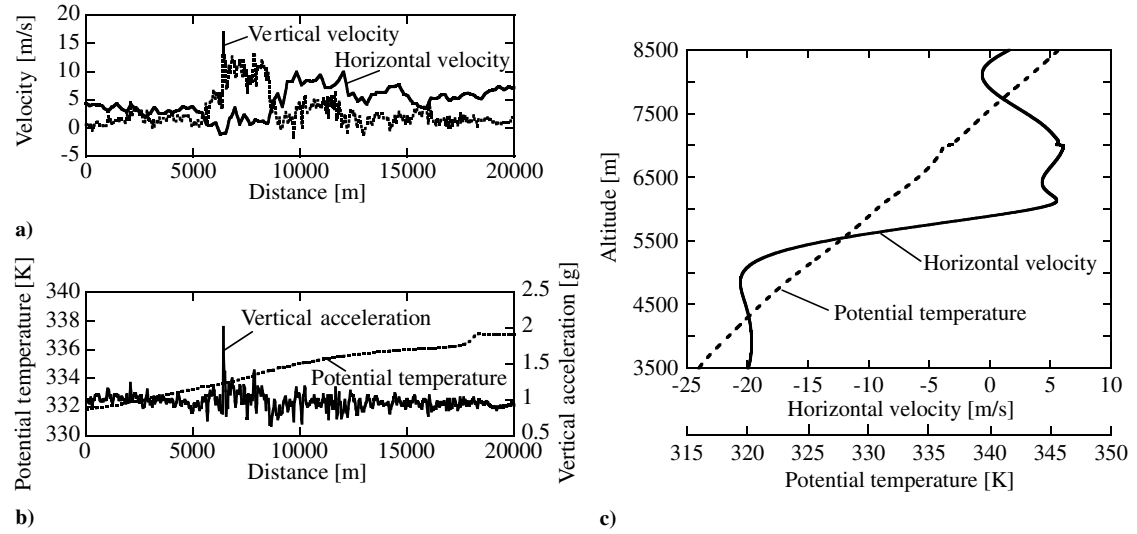 20
15
10
5
0
-5
Velocity [m/s]
Vertical velocity
Horizontal velocity
0 5000 10000 15000 20000
Distance [m]
a)
340
338
336
334
332
330
Potential temperature [K]
2.5
2
1.5
1
0.5
Vertical acceleration [g]
Vertical acceleration
Potential temperature
0 5000 10000 15000 20000
Distance [m]
b)
8500
7500
6500
5500
4500
3500
Altitude [m]
Horizontal velocity
Potential temperature
-25 -20 -15 -10 -5 0 5 10
Horizontal velocity [m/s]
315 320 325 330 335 340 345 350
Potential temperature [K]
c)